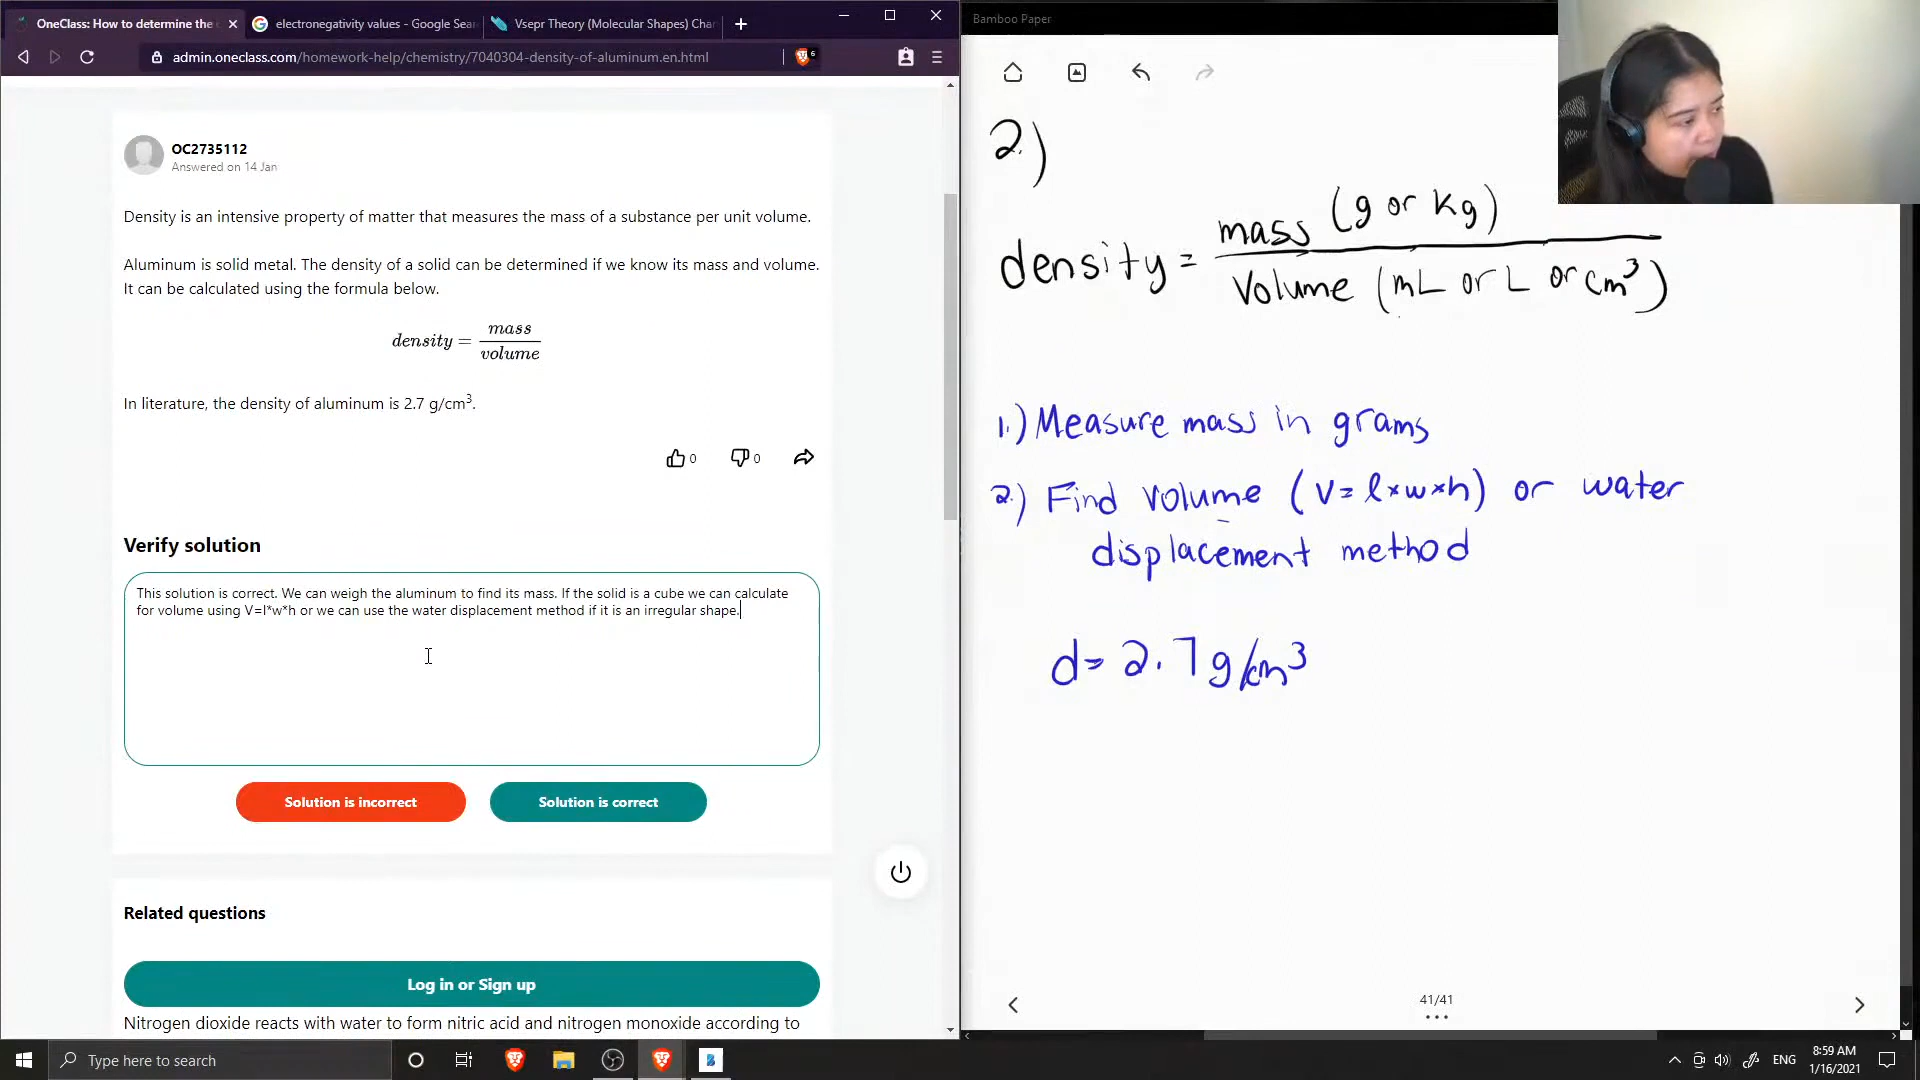 OneClass: How to determine the
electronegativity values - Google Sear
Vsepr Theory (Molecular Shapes) Cha
Bamboo Paper
admin.oneclass.com/homework-help/chemistry/7040304-density-of-aluminum.en.html
6
OC2735112
Answered on 14 Jan
Density is an intensive property of matter that measures the mass of a substance per unit volume.
Aluminum is solid metal. The density of a solid can be determined if we know its mass and volume.
It can be calculated using the formula below.
density = mass / volume
In literature, the density of aluminum is 2.7 g/cm³.
0 0
Verify solution
This solution is correct. We can weigh the aluminum to find its mass. If the solid is a cube we can calculate
for volume using V=l*w*h or we can use the water displacement method if it is an irregular shape.
Solution is incorrect Solution is correct
Related questions
Log in or Sign up
Nitrogen dioxide reacts with water to form nitric acid and nitrogen monoxide according to
2.)
density = mass (g or kg) / Volume (mL or L or cm³)
1.) Measure mass in grams
2.) Find volume (V= l×w×h) or water
displacement method
d= 2.7g/cm³
41/41
Type here to search
ENG
8:59 AM
1/16/2021